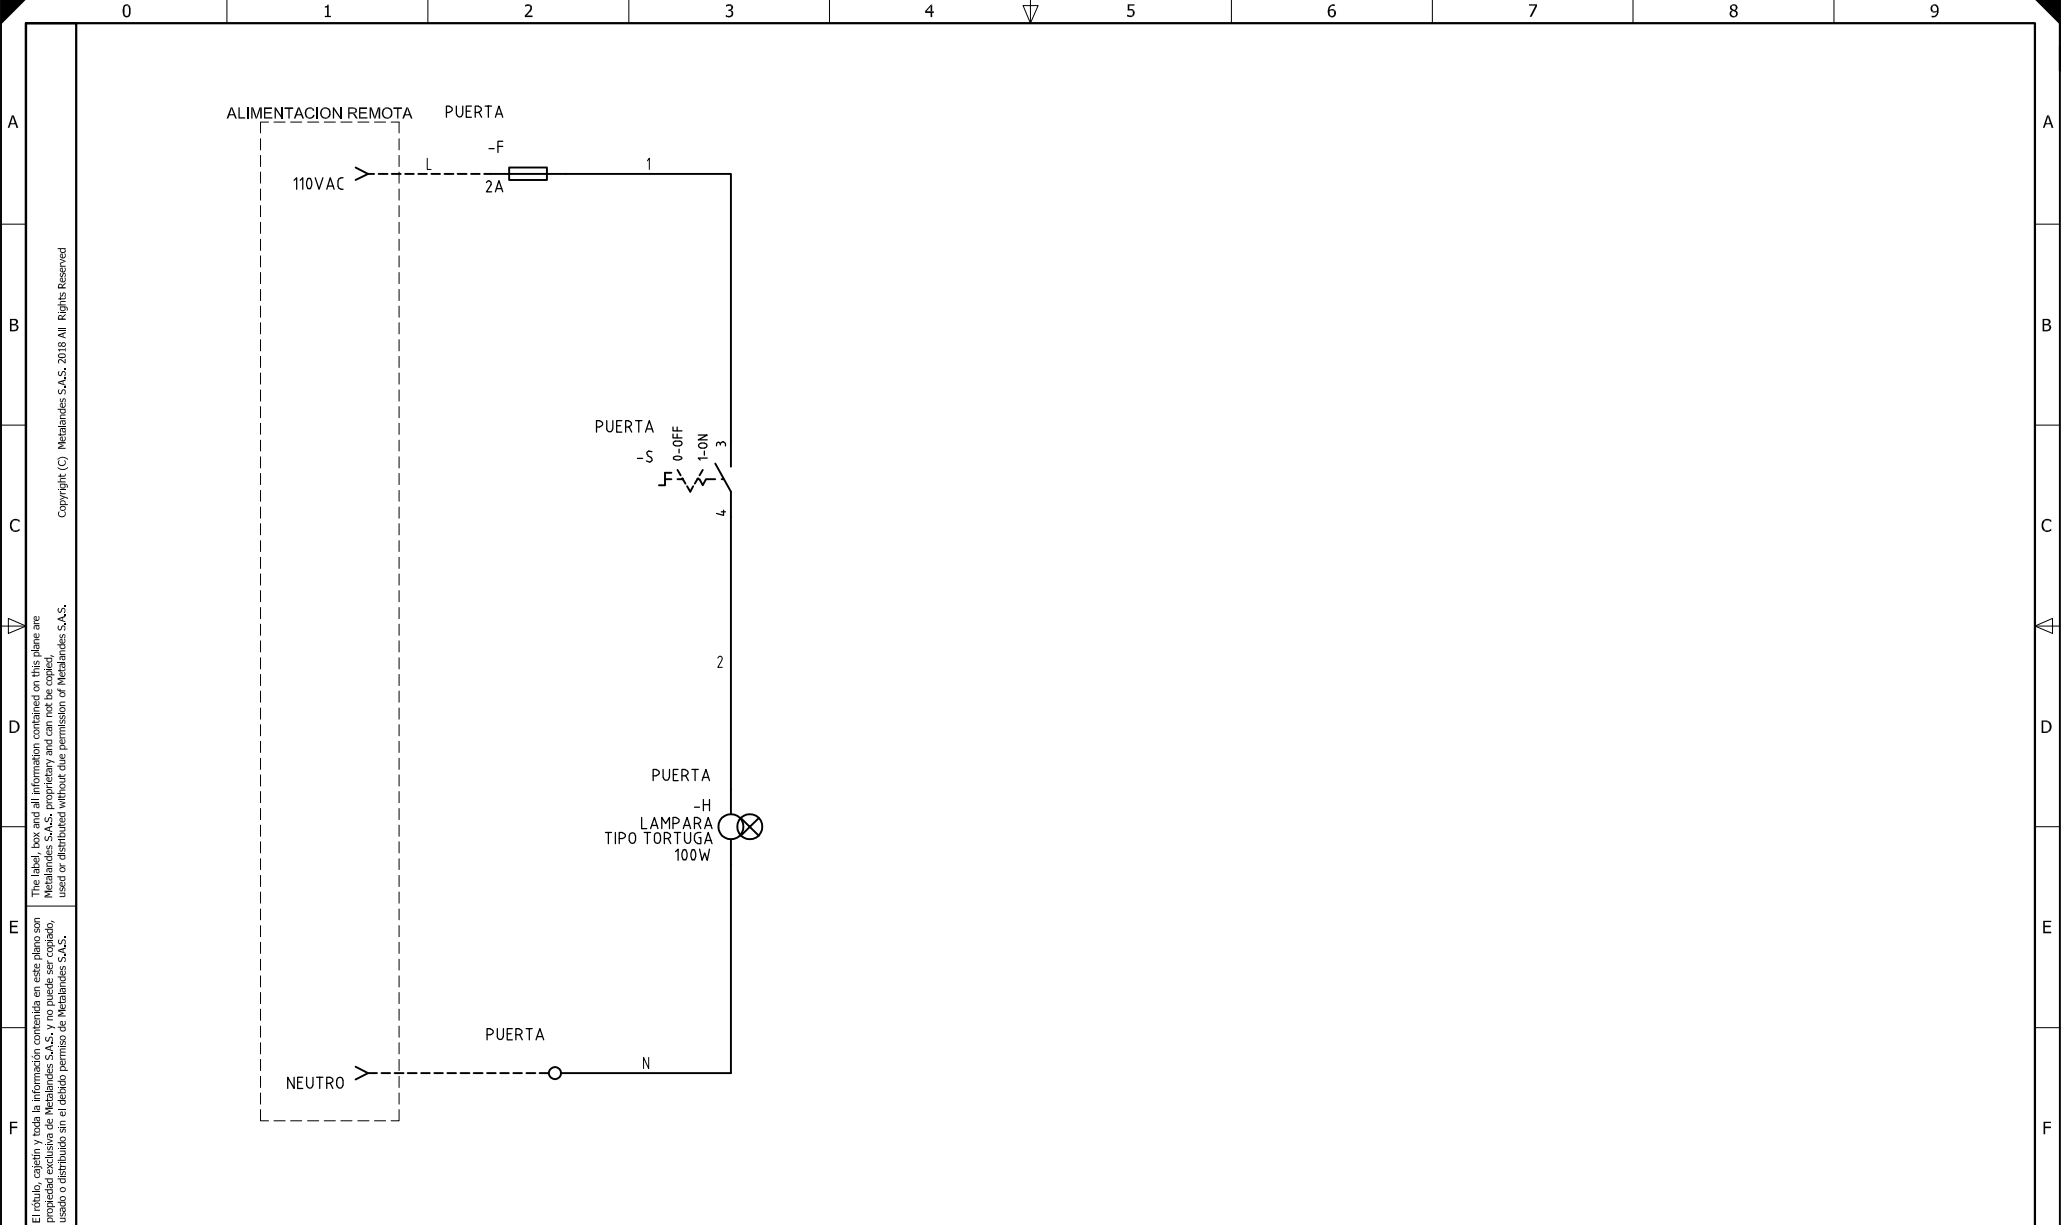 0 1 2 3 4 5 6 7 8 9
A A
B B
C C
D D
E E
F F
ALIMENTACION REMOTA
PUERTA
-F
2A
110VAC
L
1
PUERTA
-S
0-OFF
1-ON
3
4
2
PUERTA
-H
LAMPARA
TIPO TORTUGA
100W
PUERTA
N
NEUTRO
Copyright (C) Metalandes S.A.S. 2018 All Rights Reserved
The label, box and all information contained on this plane are
Metalandes S.A.S. proprietary and can not be copied,
used or distributed without due permission of Metalandes S.A.S.
El rótulo, cajetín y toda la información contenida en este plano son
propiedad exclusiva de Metalandes S.A.S. y no puede ser copiado,
usado o distribuido sin el debido permiso de Metalandes S.A.S.